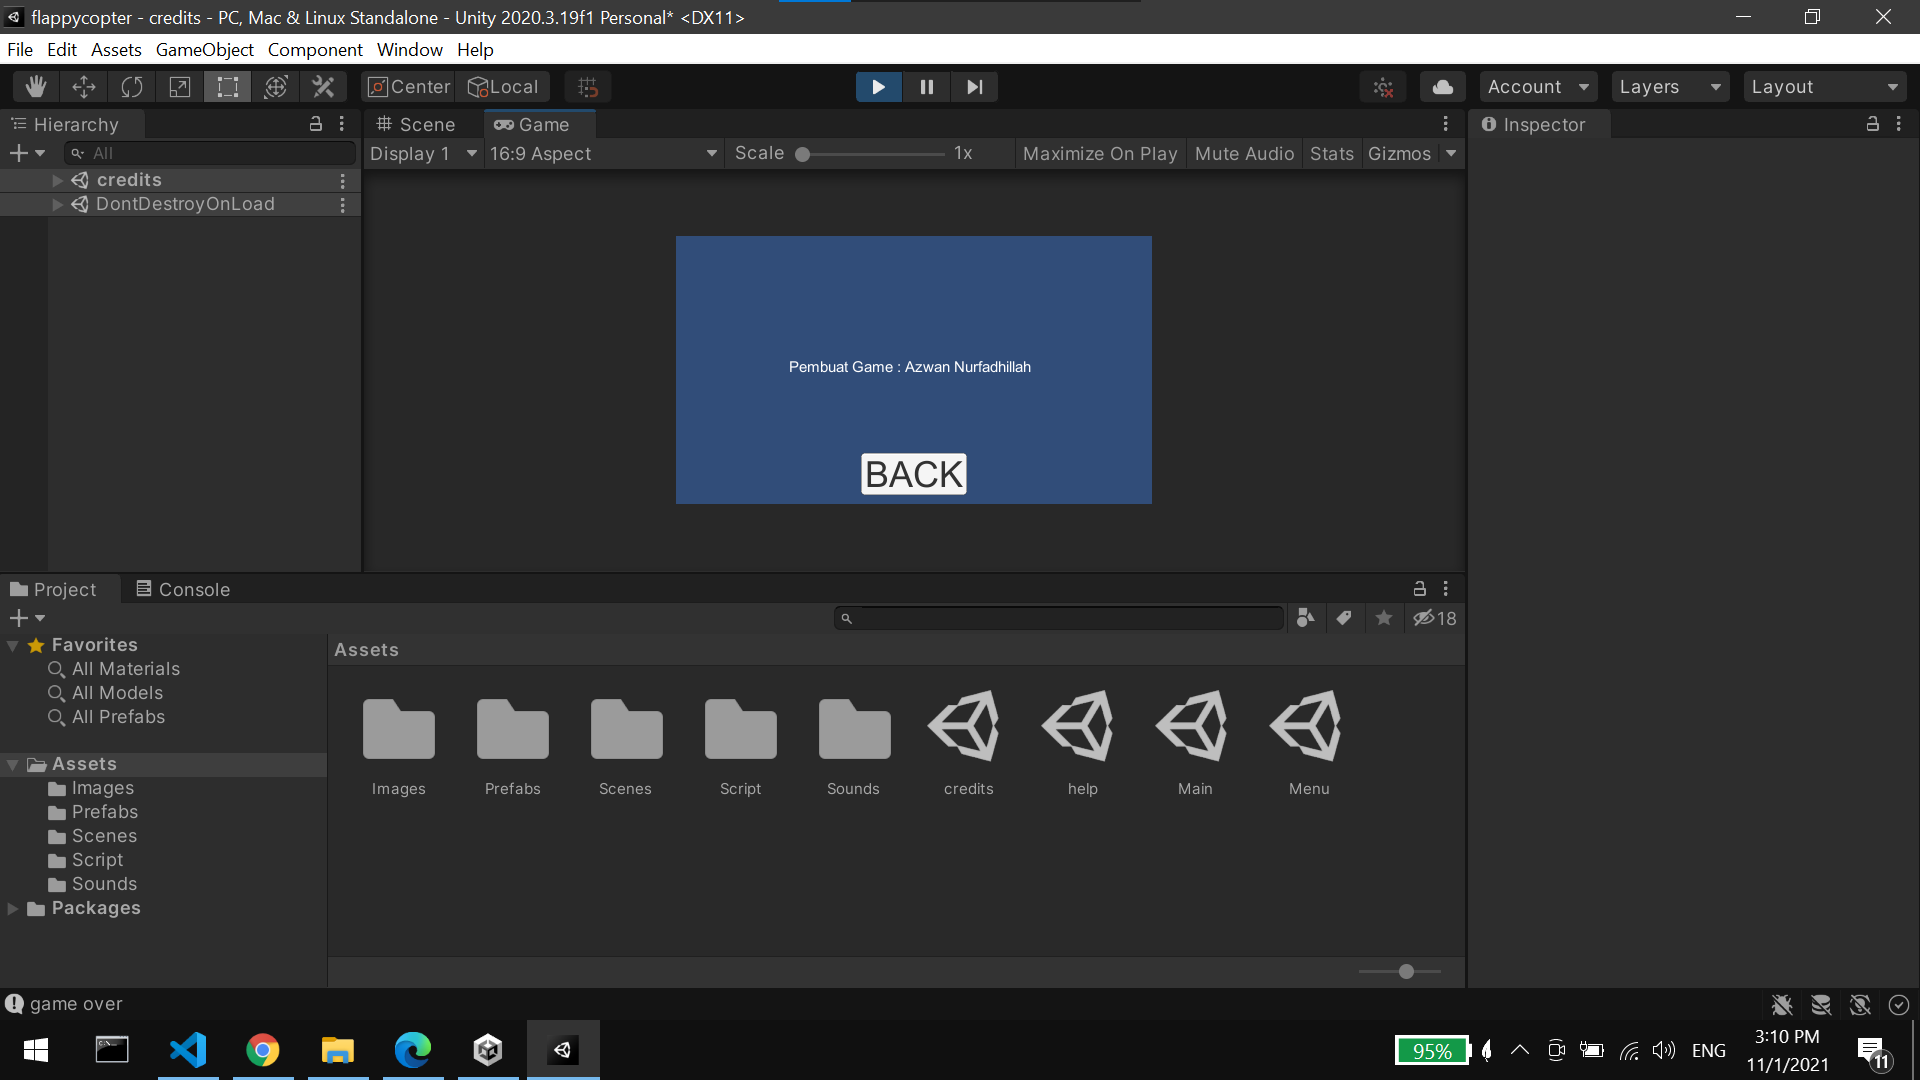 flappycopter - credits - PC, Mac & Linux Standalone - Unity 2020.3.19f1 Personal* <DX11>
File Edit Assets GameObject Component Window Help
Center Local Account Layers Layout
Hierarchy
All
credits
DontDestroyOnLoad
Scene Game
Display 1 16:9 Aspect Scale 1x Maximize On Play Mute Audio Stats Gizmos
Pembuat Game : Azwan Nurfadhillah
BACK
Inspector
Project Console
18
Favorites
All Materials
All Models
All Prefabs
Assets
Images
Prefabs
Scenes
Script
Sounds
Packages
Assets
Images Prefabs Scenes Script Sounds credits help Main Menu
game over
95% ENG
3:10 PM
11/1/2021
11